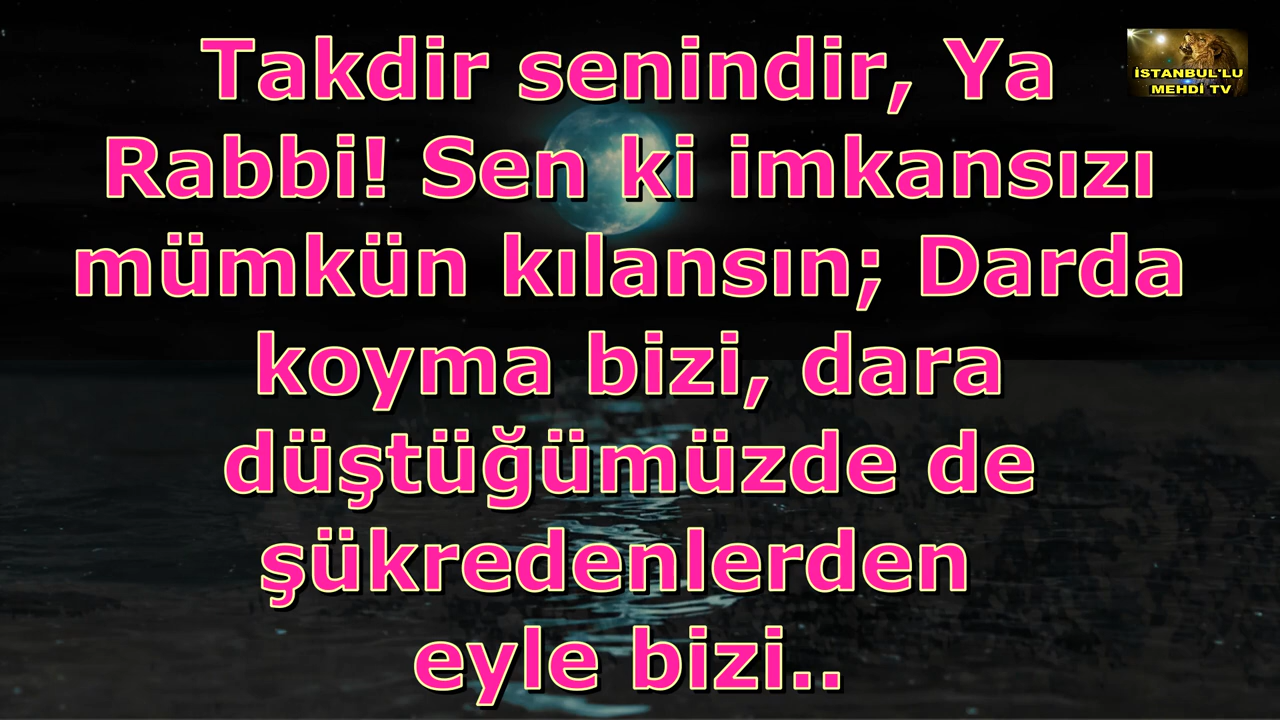 Takdir senindir, Ya
Rabbi! Sen ki imkansızı
mümkün kılansın; Darda
koyma bizi, dara
düştüğümüzde de
şükredenlerden
eyle bizi..
İSTANBUL'LU
MEHDİ TV